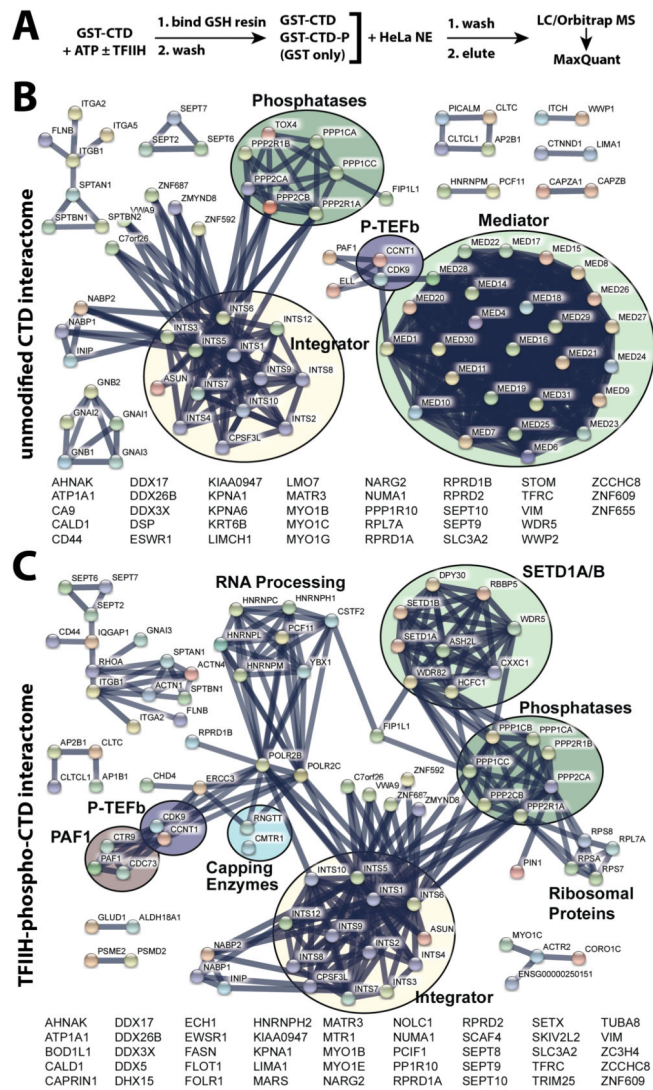 A
GST-CTD
+ ATP ± TFIIH
1. bind GSH resin
2. wash
GST-CTD
GST-CTD-P
(GST only)
+ HeLa NE
1. wash
2. elute
LC/Orbitrap MS
MaxQuant
B
unmodified CTD interactome
ITGA2
FLNB
ITGA5
ITGB1
SPTAN1
SPTBN1
SPTBN2
SEPT7
SEPT2
SEPT6
Phosphatases
TOX4
PPP1CA
PPP2R1B
PPP1CC
PPP2CA
PPP2CB
PPP2R1A
FIP1L1
PICALM
CLTC
CLTCL1
AP2B1
ITCH
WWP1
CTNND1
LIMA1
HNRNPM
PCF11
CAPZA1
CAPZB
ZNF687
VWA9
ZMYND8
ZNF592
C7orf26
P-TEFb
PAF1
CCNT1
CDK9
ELL
Mediator
MED22
MED17
MED15
MED28
MED8
MED14
MED26
MED20
MED18
MED4
MED29
MED27
MED1
MED30
MED16
MED24
MED21
MED11
MED19
MED31
MED9
MED10
MED25
MED23
MED7
MED6
NABP2
NABP1
INIP
INTS6
INTS12
INTS3
INTS5
INTS1
Integrator
INTS9
INTS8
ASUN
INTS7
INTS10
INTS4
INTS2
CPSF3L
GNB2
GNAI2
GNAI1
GNB1
GNAI3
AHNAK DDX17 KIAA0947 LMO7 NARG2 RPRD1B STOM ZCCHC8
ATP1A1 DDX26B KPNA1 MATR3 NUMA1 RPRD2 TFRC ZNF609
CA9 DDX3X KPNA6 MYO1B PPP1R10 SEPT10 VIM ZNF655
CALD1 DSP KRT6B MYO1C RPL7A SEPT9 WDR5
CD44 ESWR1 LIMCH1 MYO1G RPRD1A SLC3A2 WWP2
C
TFIIH-phospho-CTD interactome
SEPT6
SEPT7
SEPT2
CD44
IQGAP1
GNAI3
RHOA
SPTAN1
ACTN4
ITGB1
ACTN1
SPTBN1
FLNB
ITGA2
RNA Processing
HNRNPC
HNRNPH1
CSTF2
HNRNPL
PCF11
HNRNPM
YBX1
SETD1A/B
DPY30
RBBP5
SETD1B
WDR5
SETD1A
ASH2L
CXXC1
WDR82
HCFC1
FIP1L1
Phosphatases
PPP1CB
PPP1CA
PPP2R1B
PPP1CC
PPP2CA
PPP2CB
PPP2R1A
RPRD1B
POLR2B
POLR2C
AP2B1
CLTC
CLTCL1
AP1B1
CHD4
ERCC3
P-TEFb
CDK9
CCNT1
PAF1
CTR9
PAF1
CDC73
RNGTT
CMTR1
Capping
Enzymes
C7orf26
VWA9
ZNF592
ZNF687
ZMYND8
PIN1
RPS8
RPL7A
RPSA
RPS7
Ribosomal
Proteins
GLUD1
ALDH18A1
PSME2
PSMD2
INTS10
INTS5
INTS1
INTS6
INTS12
INTS9
ASUN
INTS2
INTS4
INTS8
CPSF3L
INTS3
INTS7
Integrator
NABP2
NABP1
INIP
MYO1C
ACTR2
CORO1C
ENSG00000250151
AHNAK DDX17 ECH1 HNRNPH2 MATR3 NOLC1 RPRD2 SETX TUBA8
ATP1A1 DDX26B EWSR1 KIAA0947 MTR1 NUMA1 SCAF4 SKIV2L2 VIM
BOD1L1 DDX3X FASN KPNA1 MYO1B PCIF1 SEPT8 SLC3A2 ZC3H4
CALD1 DDX5 FLOT1 LIMA1 MYO1E PP1R10 SEPT9 TFRC ZCCHC8
CAPRIN1 DHX15 FOLR1 MARS NARG2 RPRD1A SEPT10 TRIM25 ZNF609